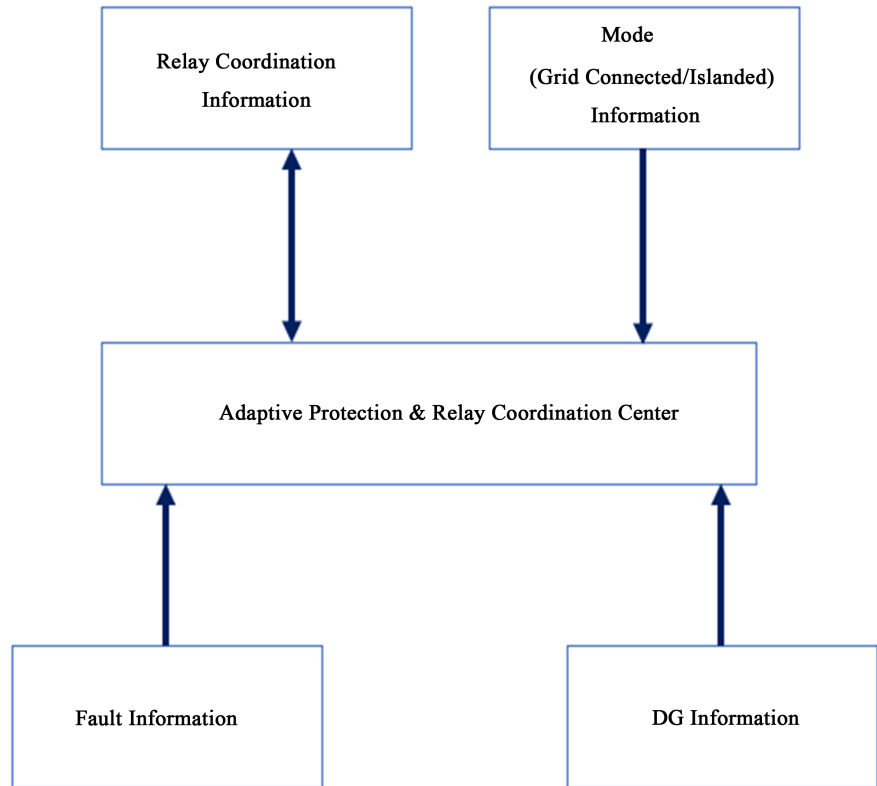 Relay Coordination
Information
Mode
(Grid Connected/Islanded)
Information
Adaptive Protection & Relay Coordination Center
Fault Information
DG Information